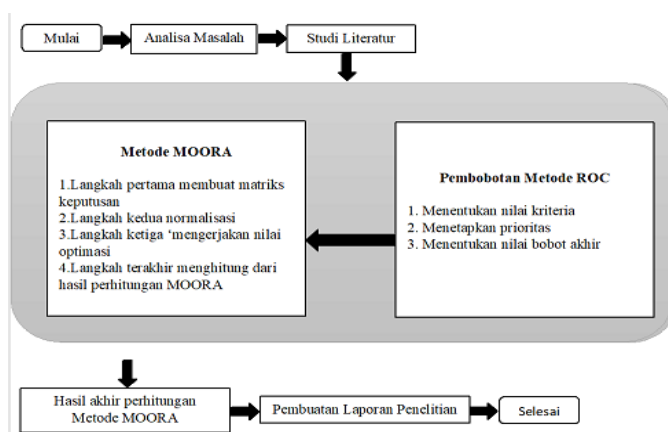 Mulai
Analisa Masalah
Studi Literatur
Metode MOORA
1.Langkah pertama membuat matriks
keputusan
2.Langkah kedua normalisasi
3.Langkah ketiga ‘mengerjakan nilai
optimasi
4.Langkah terakhir menghitung dari
hasil perhitungan MOORA
Pembobotan Metode ROC
1. Menentukan nilai kriteria
2. Menetapkan prioritas
3. Menentukan nilai bobot akhir
Hasil akhir perhitungan
Metode MOORA
Pembuatan Laporan Penelitian
Selesai